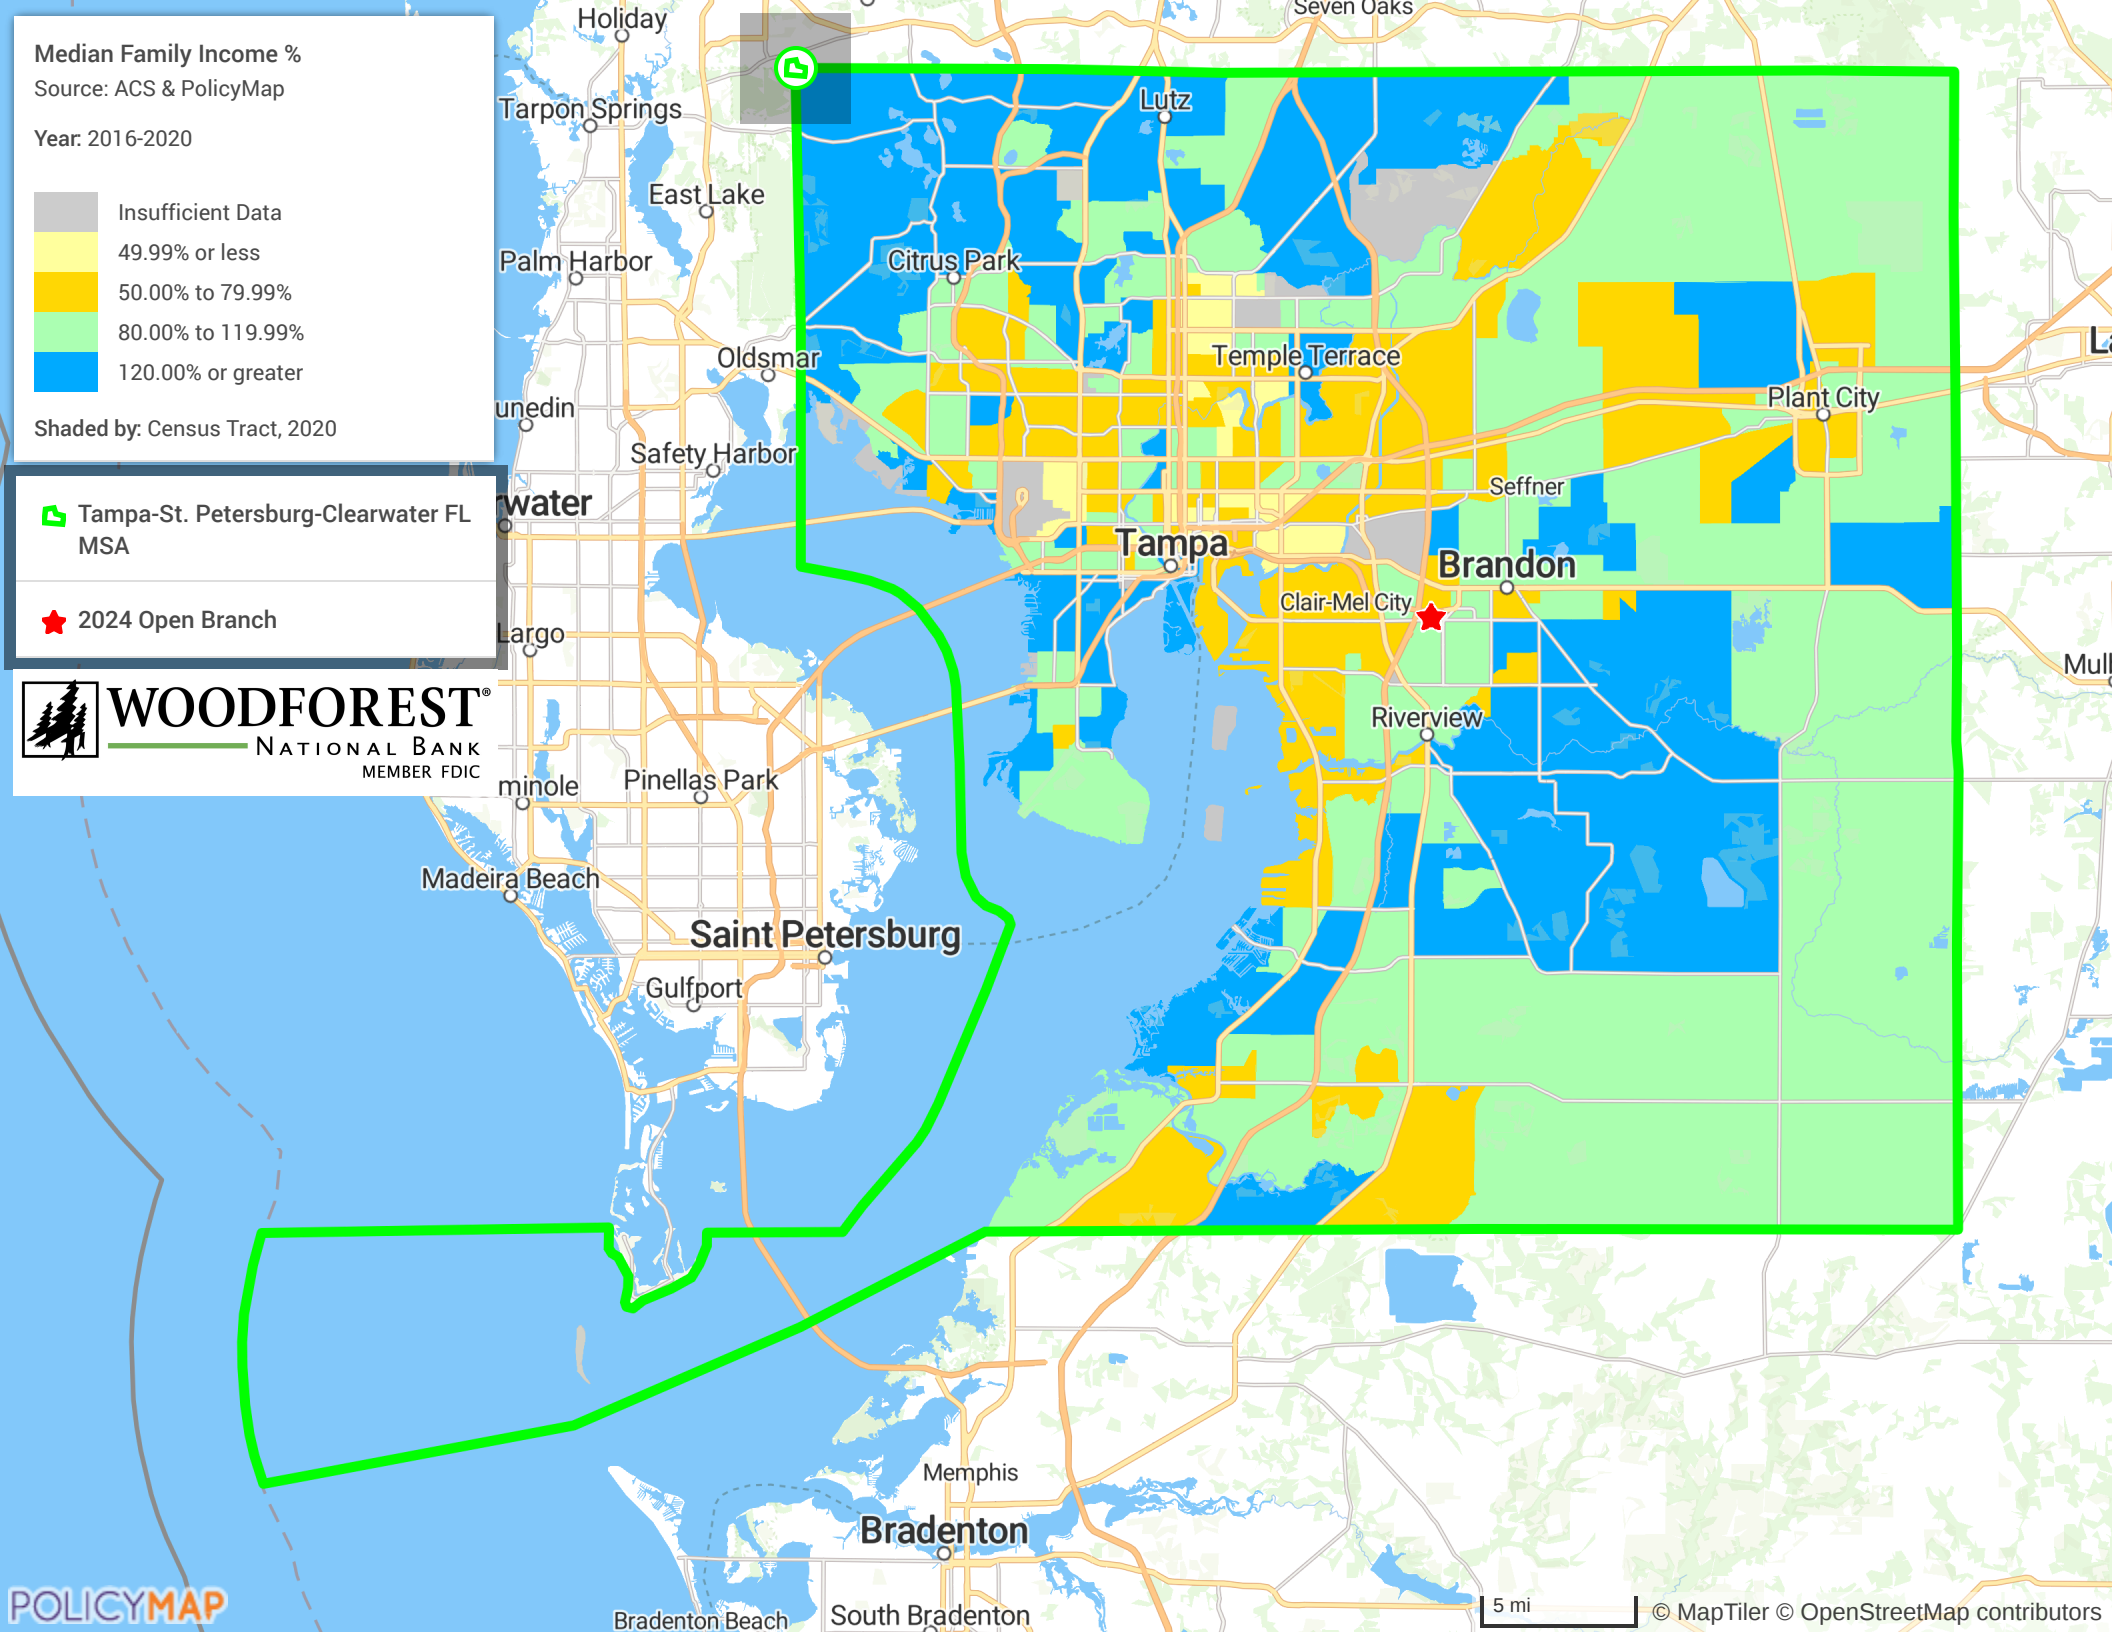 Median Family Income %
Source: ACS & PolicyMap
Year: 2016-2020
Insufficient Data
49.99% or less
50.00% to 79.99%
80.00% to 119.99%
120.00% or greater
Shaded by: Census Tract, 2020
Tampa-St. Petersburg-Clearwater FL
MSA
2024 Open Branch
WOODFOREST®
NATIONAL BANK
MEMBER FDIC
Holiday
Seven Oaks
Tarpon Springs
Lutz
East Lake
Palm Harbor
Citrus Park
Oldsmar
Temple Terrace
Plant City
unedin
Safety Harbor
Seffner
rwater
Tampa
Brandon
Clair-Mel City
Largo
Mull
Riverview
minole
Pinellas Park
Madeira Beach
Saint Petersburg
Gulfport
Memphis
Bradenton
Bradenton Beach
South Bradenton
POLICYMAP
5 mi
© MapTiler © OpenStreetMap contributors